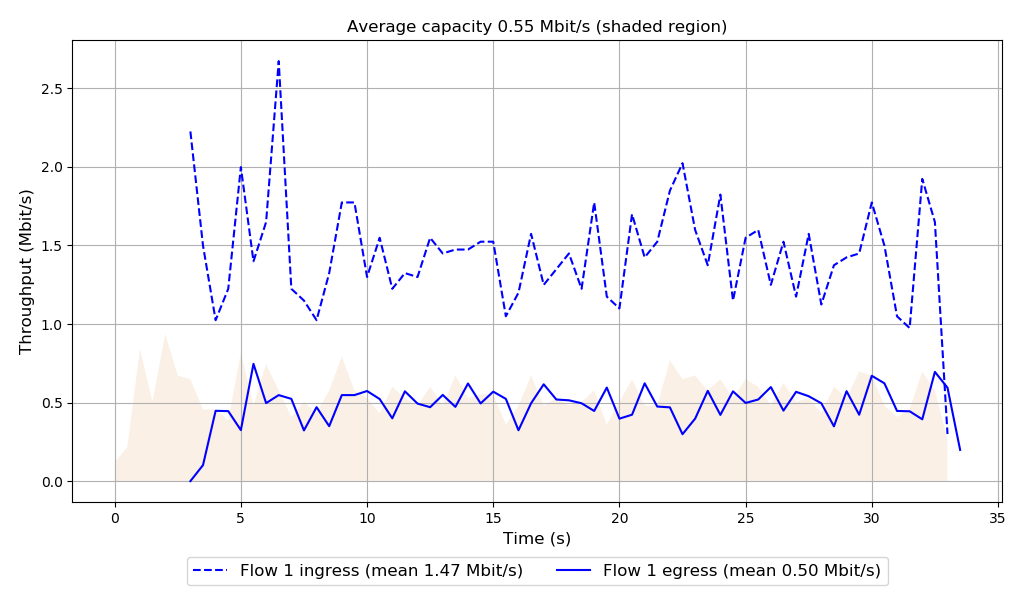 Average capacity 0.55 Mbit/s (shaded region)
Throughput (Mbit/s)
2.5
2.0
1.5
1.0
0.5
0.0
0 5 10 15 20 25 30 35
Time (s)
Flow 1 ingress (mean 1.47 Mbit/s) Flow 1 egress (mean 0.50 Mbit/s)